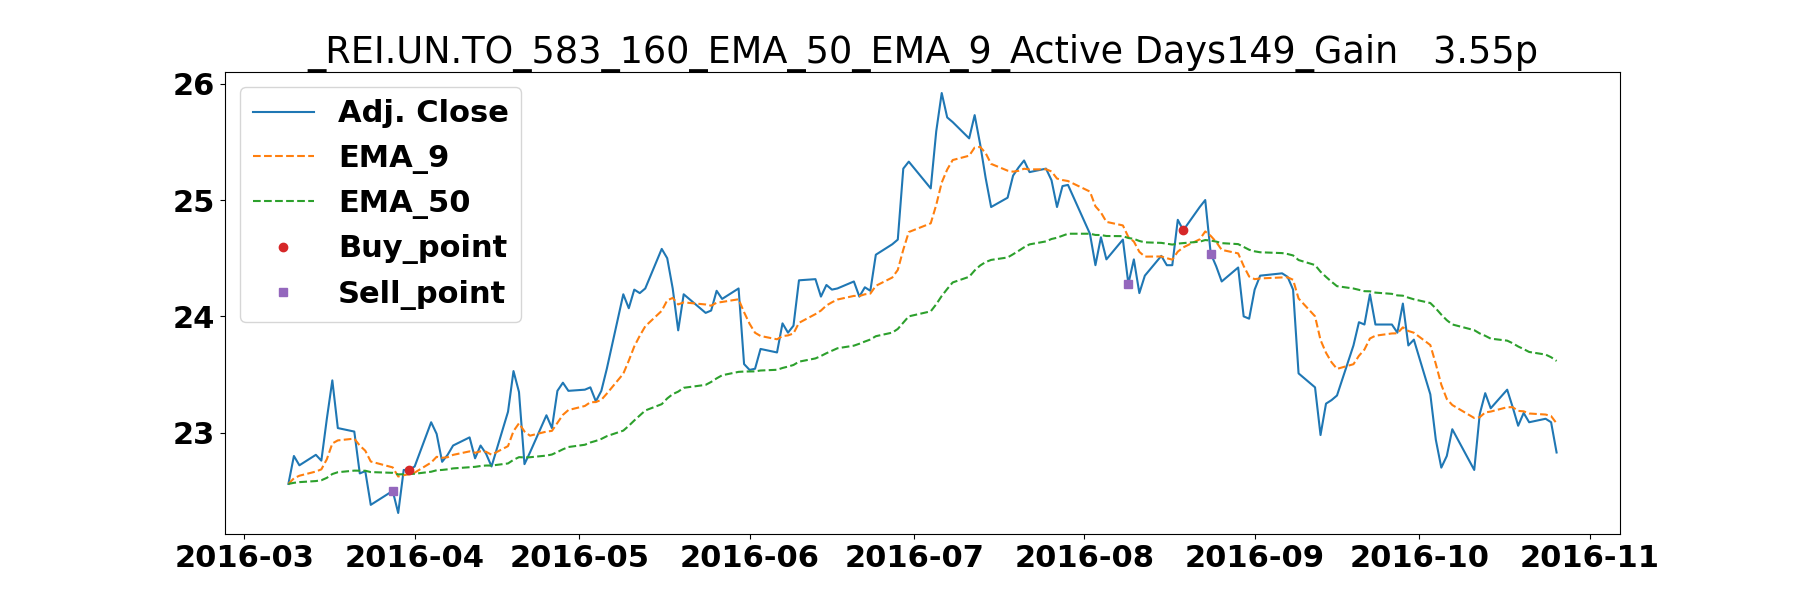 _REI.UN.TO_583_160_EMA_50_EMA_9_Active Days149_Gain   3.55p
26
25
24
23
Adj. Close
EMA_9
EMA_50
Buy_point
Sell_point
2016-03 2016-04 2016-05 2016-06 2016-07 2016-08 2016-09 2016-10 2016-11